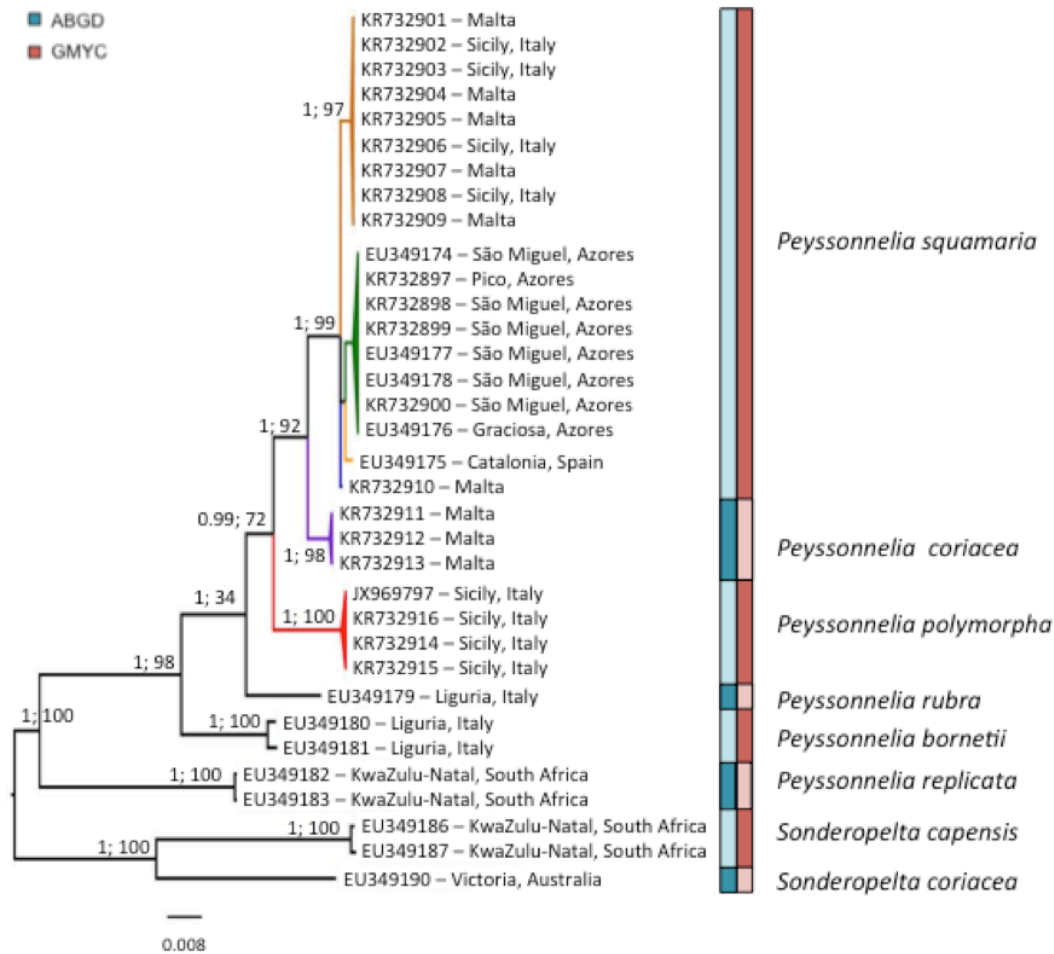 ABGD
GMYC
KR732901 – Malta
KR732902 – Sicily, Italy
KR732903 – Sicily, Italy
KR732904 – Malta
1; 97
KR732905 – Malta
KR732906 – Sicily, Italy
KR732907 – Malta
KR732908 – Sicily, Italy
KR732909 – Malta
Peyssonnelia squamaria
EU349174 – São Miguel, Azores
KR732897 – Pico, Azores
KR732898 – São Miguel, Azores
1; 99
KR732899 – São Miguel, Azores
EU349177 – São Miguel, Azores
EU349178 – São Miguel, Azores
KR732900 – São Miguel, Azores
1; 92
EU349176 – Graciosa, Azores
EU349175 – Catalonia, Spain
KR732910 – Malta
0.99; 72
KR732911 – Malta
KR732912 – Malta
Peyssonnelia coriacea
1; 98
KR732913 – Malta
1; 34
JX969797 – Sicily, Italy
1; 100
KR732916 – Sicily, Italy
Peyssonnelia polymorpha
KR732914 – Sicily, Italy
1; 98
KR732915 – Sicily, Italy
EU349179 – Liguria, Italy
Peyssonnelia rubra
1; 100
1; 100
EU349180 – Liguria, Italy
Peyssonnelia bornetii
EU349181 – Liguria, Italy
1; 100
EU349182 – KwaZulu-Natal, South Africa
Peyssonnelia replicata
EU349183 – KwaZulu-Natal, South Africa
1; 100
EU349186 – KwaZulu-Natal, South Africa
Sonderopelta capensis
1; 100
EU349187 – KwaZulu-Natal, South Africa
EU349190 – Victoria, Australia
Sonderopelta coriacea
0.008